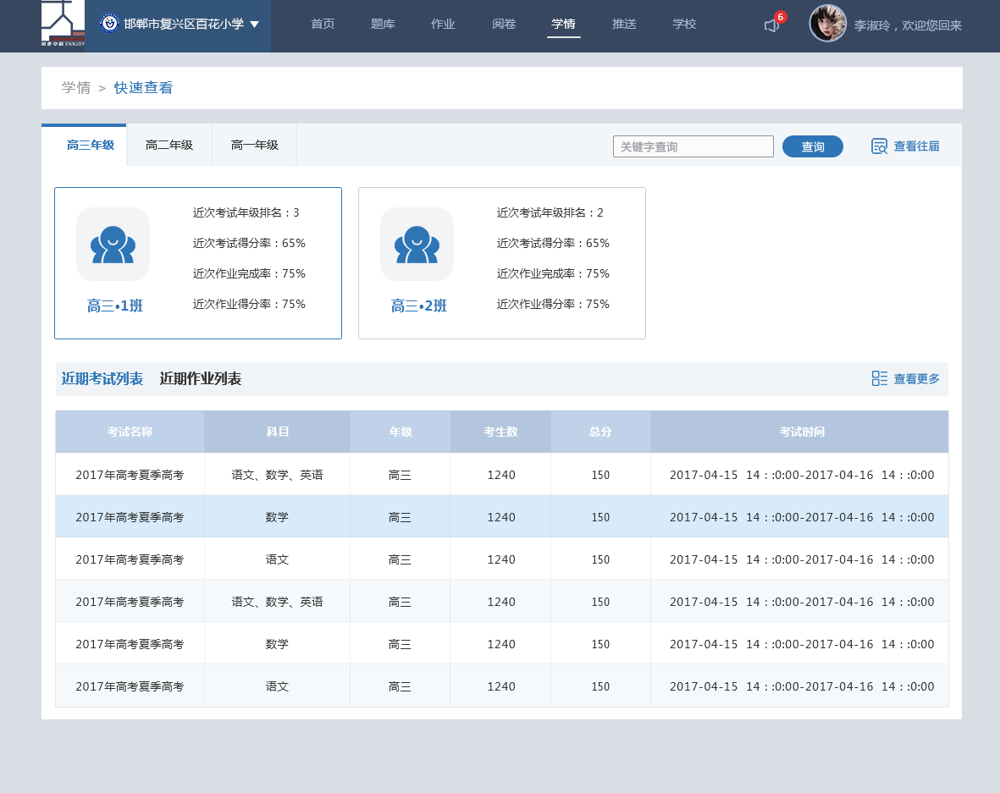 邯郸市复兴区百花小学 ▼ 首页 题库 作业 阅卷 学情 推送 学校 6 李淑玲，欢迎您回来
ENNJOY
学情 > 快速查看
高三年级 高二年级 高一年级 关键字查询 查询 查看往届
近次考试年级排名：3
近次考试得分率：65%
近次作业完成率：75%
近次作业得分率：75%
高三•1班
近次考试年级排名：2
近次考试得分率：65%
近次作业完成率：75%
近次作业得分率：75%
高三•2班
近期考试列表 近期作业列表 查看更多
考试名称 科目 年级 考生数 总分 考试时间
2017年高考夏季高考 语文、数学、英语 高三 1240 150 2017-04-15 14：:0:00-2017-04-16 14：:0:00
2017年高考夏季高考 数学 高三 1240 150 2017-04-15 14：:0:00-2017-04-16 14：:0:00
2017年高考夏季高考 语文 高三 1240 150 2017-04-15 14：:0:00-2017-04-16 14：:0:00
2017年高考夏季高考 语文、数学、英语 高三 1240 150 2017-04-15 14：:0:00-2017-04-16 14：:0:00
2017年高考夏季高考 数学 高三 1240 150 2017-04-15 14：:0:00-2017-04-16 14：:0:00
2017年高考夏季高考 语文 高三 1240 150 2017-04-15 14：:0:00-2017-04-16 14：:0:00